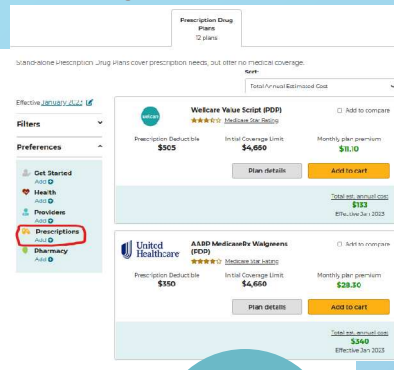 Prescription Drug
Plans
12 plans
Stand-alone Prescription Drug Plans cover prescription needs, but offer no medical coverage.
Sort:
Total Annual Estimated Cost
Effective January 2023
Filters
Preferences
Get Started
Add
Health
Add
Providers
Add
Prescriptions
Add
Pharmacy
Add
wellcare
Wellcare Value Script (PDP)
Medicare Star Rating
Add to compare
Prescription Deductible
$505
Initial Coverage Limit
$4,660
Monthly plan premium
$11.10
Plan details
Add to cart
Total est. annual cost
$133
Effective Jan 2023
United
Healthcare
AARP MedicareRx Walgreens
(PDP)
Medicare Star Rating
Add to compare
Prescription Deductible
$350
Initial Coverage Limit
$4,660
Monthly plan premium
$28.30
Plan details
Add to cart
Total est. annual cost
$340
Effective Jan 2023